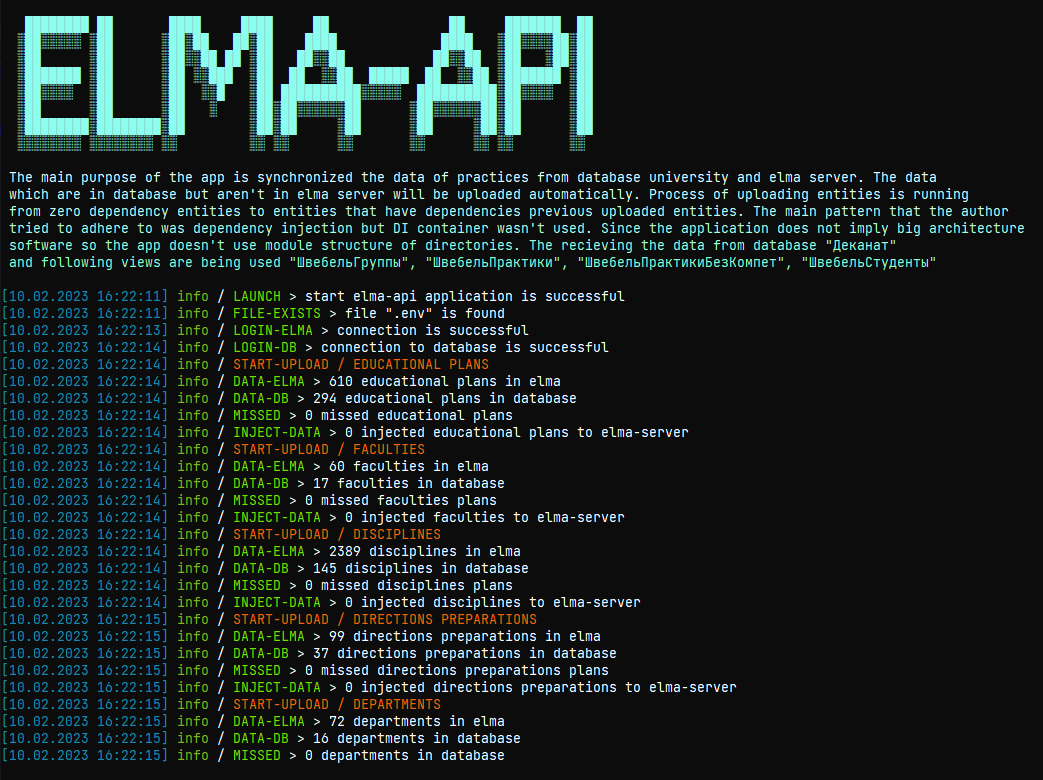 ELMA-API
The main purpose of the app is synchronized the data of practices from database university and elma server. The data
which are in database but aren't in elma server will be uploaded automatically. Process of uploading entities is running
from zero dependency entities to entities that have dependencies previous uploaded entities. The main pattern that the author
tried to adhere to was dependency injection but DI container wasn't used. Since the application does not imply big architecture
software so the app doesn't use module structure of directories. The recieving the data from database "Деканат"
and following views are being used "ШвебельГруппы", "ШвебельПрактики", "ШвебельПрактикиБезКомпет", "ШвебельСтуденты"
[10.02.2023 16:22:11] info / LAUNCH > start elma-api application is successful
[10.02.2023 16:22:11] info / FILE-EXISTS > file ".env" is found
[10.02.2023 16:22:13] info / LOGIN-ELMA > connection is successful
[10.02.2023 16:22:14] info / LOGIN-DB > connection to database is successful
[10.02.2023 16:22:14] info / START-UPLOAD / EDUCATIONAL PLANS
[10.02.2023 16:22:14] info / DATA-ELMA > 610 educational plans in elma
[10.02.2023 16:22:14] info / DATA-DB > 294 educational plans in database
[10.02.2023 16:22:14] info / MISSED > 0 missed educational plans
[10.02.2023 16:22:14] info / INJECT-DATA > 0 injected educational plans to elma-server
[10.02.2023 16:22:14] info / START-UPLOAD / FACULTIES
[10.02.2023 16:22:14] info / DATA-ELMA > 60 faculties in elma
[10.02.2023 16:22:14] info / DATA-DB > 17 faculties in database
[10.02.2023 16:22:14] info / MISSED > 0 missed faculties plans
[10.02.2023 16:22:14] info / INJECT-DATA > 0 injected faculties to elma-server
[10.02.2023 16:22:14] info / START-UPLOAD / DISCIPLINES
[10.02.2023 16:22:14] info / DATA-ELMA > 2389 disciplines in elma
[10.02.2023 16:22:14] info / DATA-DB > 145 disciplines in database
[10.02.2023 16:22:14] info / MISSED > 0 missed disciplines plans
[10.02.2023 16:22:14] info / INJECT-DATA > 0 injected disciplines to elma-server
[10.02.2023 16:22:15] info / START-UPLOAD / DIRECTIONS PREPARATIONS
[10.02.2023 16:22:15] info / DATA-ELMA > 99 directions preparations in elma
[10.02.2023 16:22:15] info / DATA-DB > 37 directions preparations in database
[10.02.2023 16:22:15] info / MISSED > 0 missed directions preparations plans
[10.02.2023 16:22:15] info / INJECT-DATA > 0 injected directions preparations to elma-server
[10.02.2023 16:22:15] info / START-UPLOAD / DEPARTMENTS
[10.02.2023 16:22:15] info / DATA-ELMA > 72 departments in elma
[10.02.2023 16:22:15] info / DATA-DB > 16 departments in database
[10.02.2023 16:22:15] info / MISSED > 0 departments in database